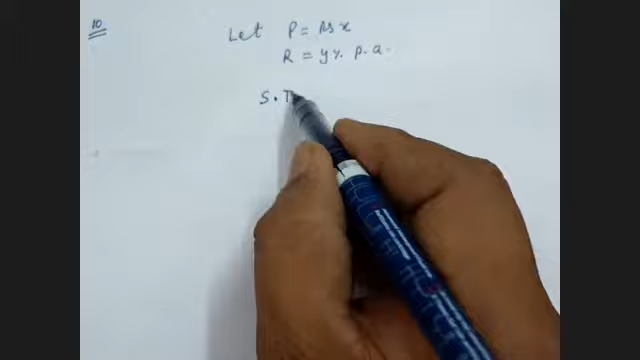 10
Let P = Rs x
R = y% p.a.
S.I